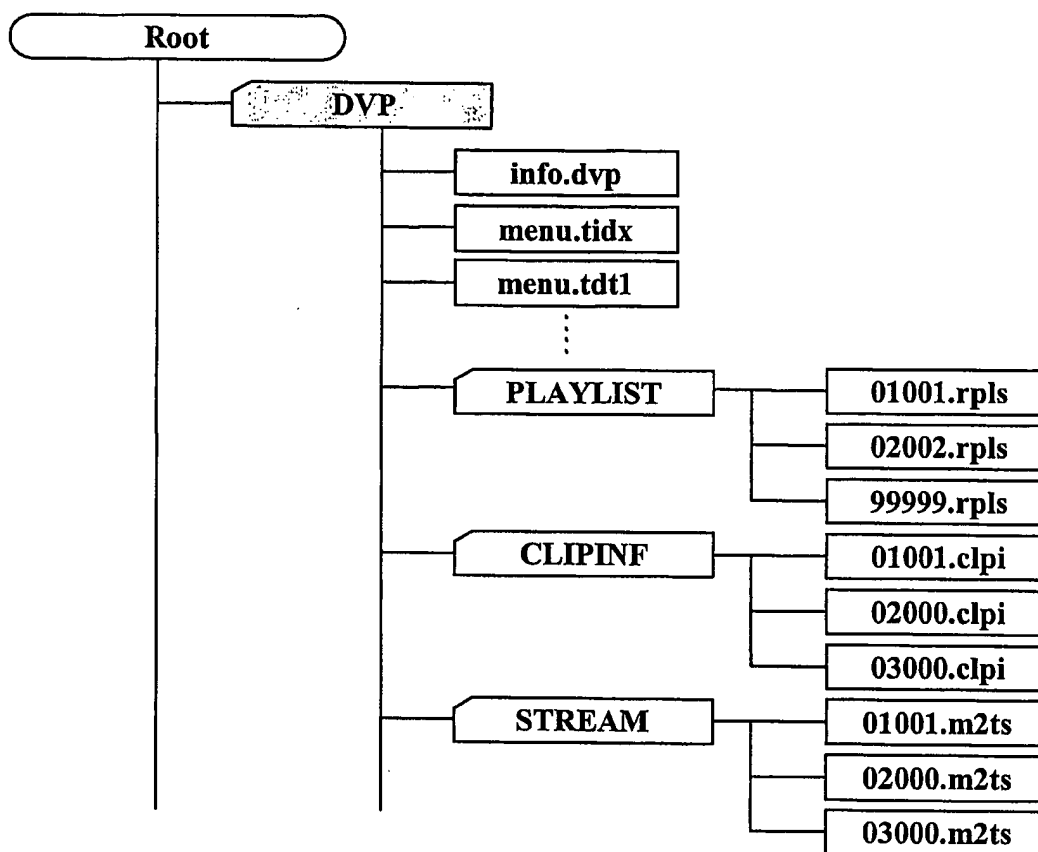 Root
DVP
info.dvp
menu.tidx
menu.tdt1
PLAYLIST
01001.rpls
02002.rpls
99999.rpls
CLIPINF
01001.clpi
02000.clpi
03000.clpi
STREAM
01001.m2ts
02000.m2ts
03000.m2ts